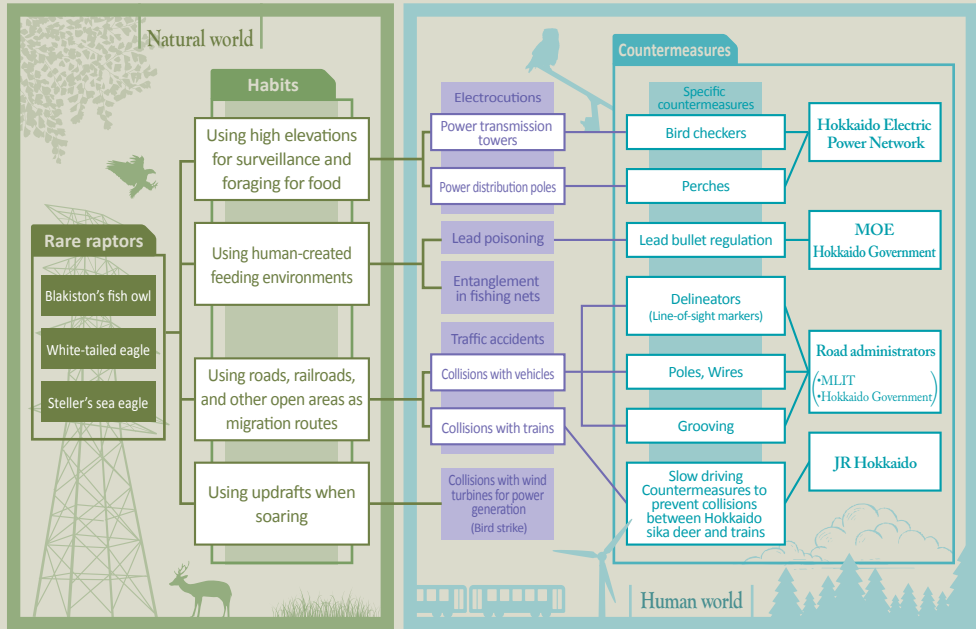 Natural world
Habits
Using high elevations
for surveillance and
foraging for food
Using human-created
feeding environments
Using roads, railroads,
and other open areas as
migration routes
Using updrafts when
soaring
Rare raptors
Blakiston's fish owl
White-tailed eagle
Steller's sea eagle
Electrocutions
Power transmission
towers
Power distribution poles
Lead poisoning
Entanglement
in fishing nets
Traffic accidents
Collisions with vehicles
Collisions with trains
Collisions with wind
turbines for power
generation
(Bird strike)
Countermeasures
Specific
countermeasures
Bird checkers
Perches
Lead bullet regulation
Delineators
(Line-of-sight markers)
Poles, Wires
Grooving
Slow driving
Countermeasures to
prevent collisions
between Hokkaido
sika deer and trains
Hokkaido Electric
Power Network
MOE
Hokkaido Government
Road administrators
(•MLIT
•Hokkaido Government)
JR Hokkaido
Human world